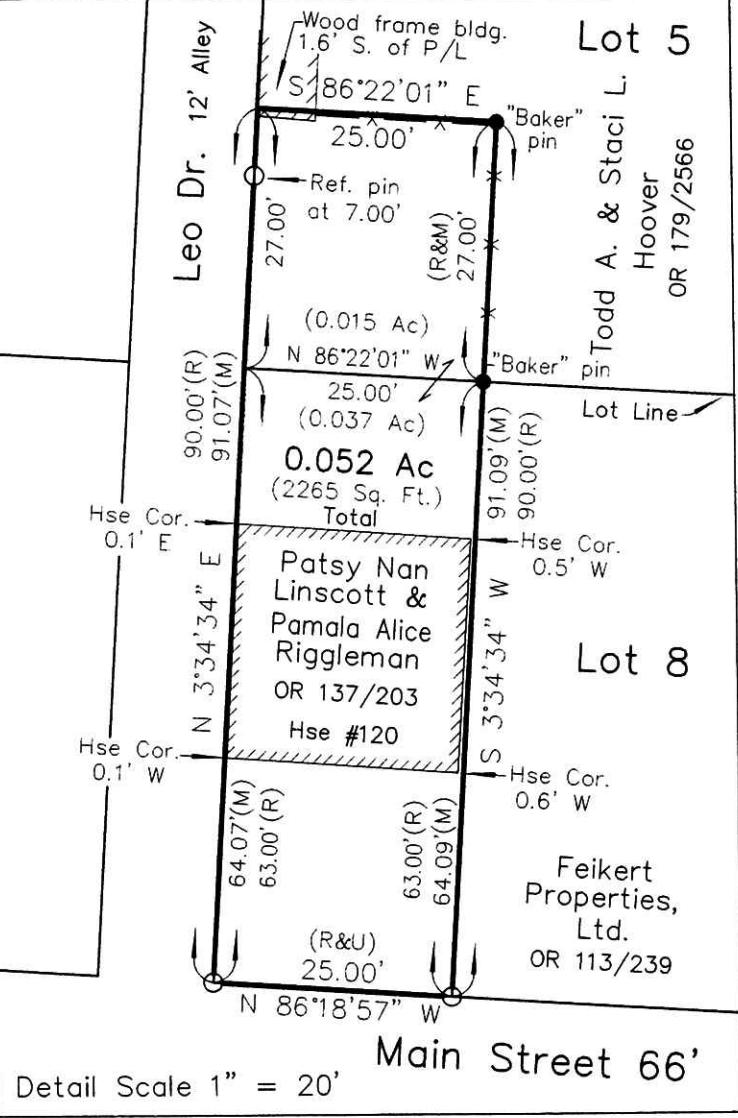 Wood frame bldg.
1.6' S. of P/L
Lot 5
S 86°22'01" E
25.00'
"Baker"
pin
Leo Dr. 12' Alley
Ref. pin
at 7.00'
27.00'
(R&M)
27.00'
Todd A. & Staci L.
Hoover
OR 179/2566
(0.015 Ac)
N 86°22'01" W
25.00'
(0.037 Ac)
"Baker" pin
Lot Line
90.00'(R)
91.07'(M)
91.09'(M)
90.00'(R)
0.052 Ac
(2265 Sq. Ft.)
Total
Hse Cor.
0.1' E
Hse Cor.
0.5' W
Patsy Nan
Linscott &
Pamala Alice
Riggleman
OR 137/203
Hse #120
N 3°34'34" E
S 3°34'34" W
Lot 8
Hse Cor.
0.1' W
Hse Cor.
0.6' W
64.07'(M)
63.00'(R)
63.00'(R)
64.09'(M)
Feikert
Properties,
Ltd.
OR 113/239
(R&U)
25.00'
N 86°18'57" W
Main Street 66'
Detail Scale 1" = 20'